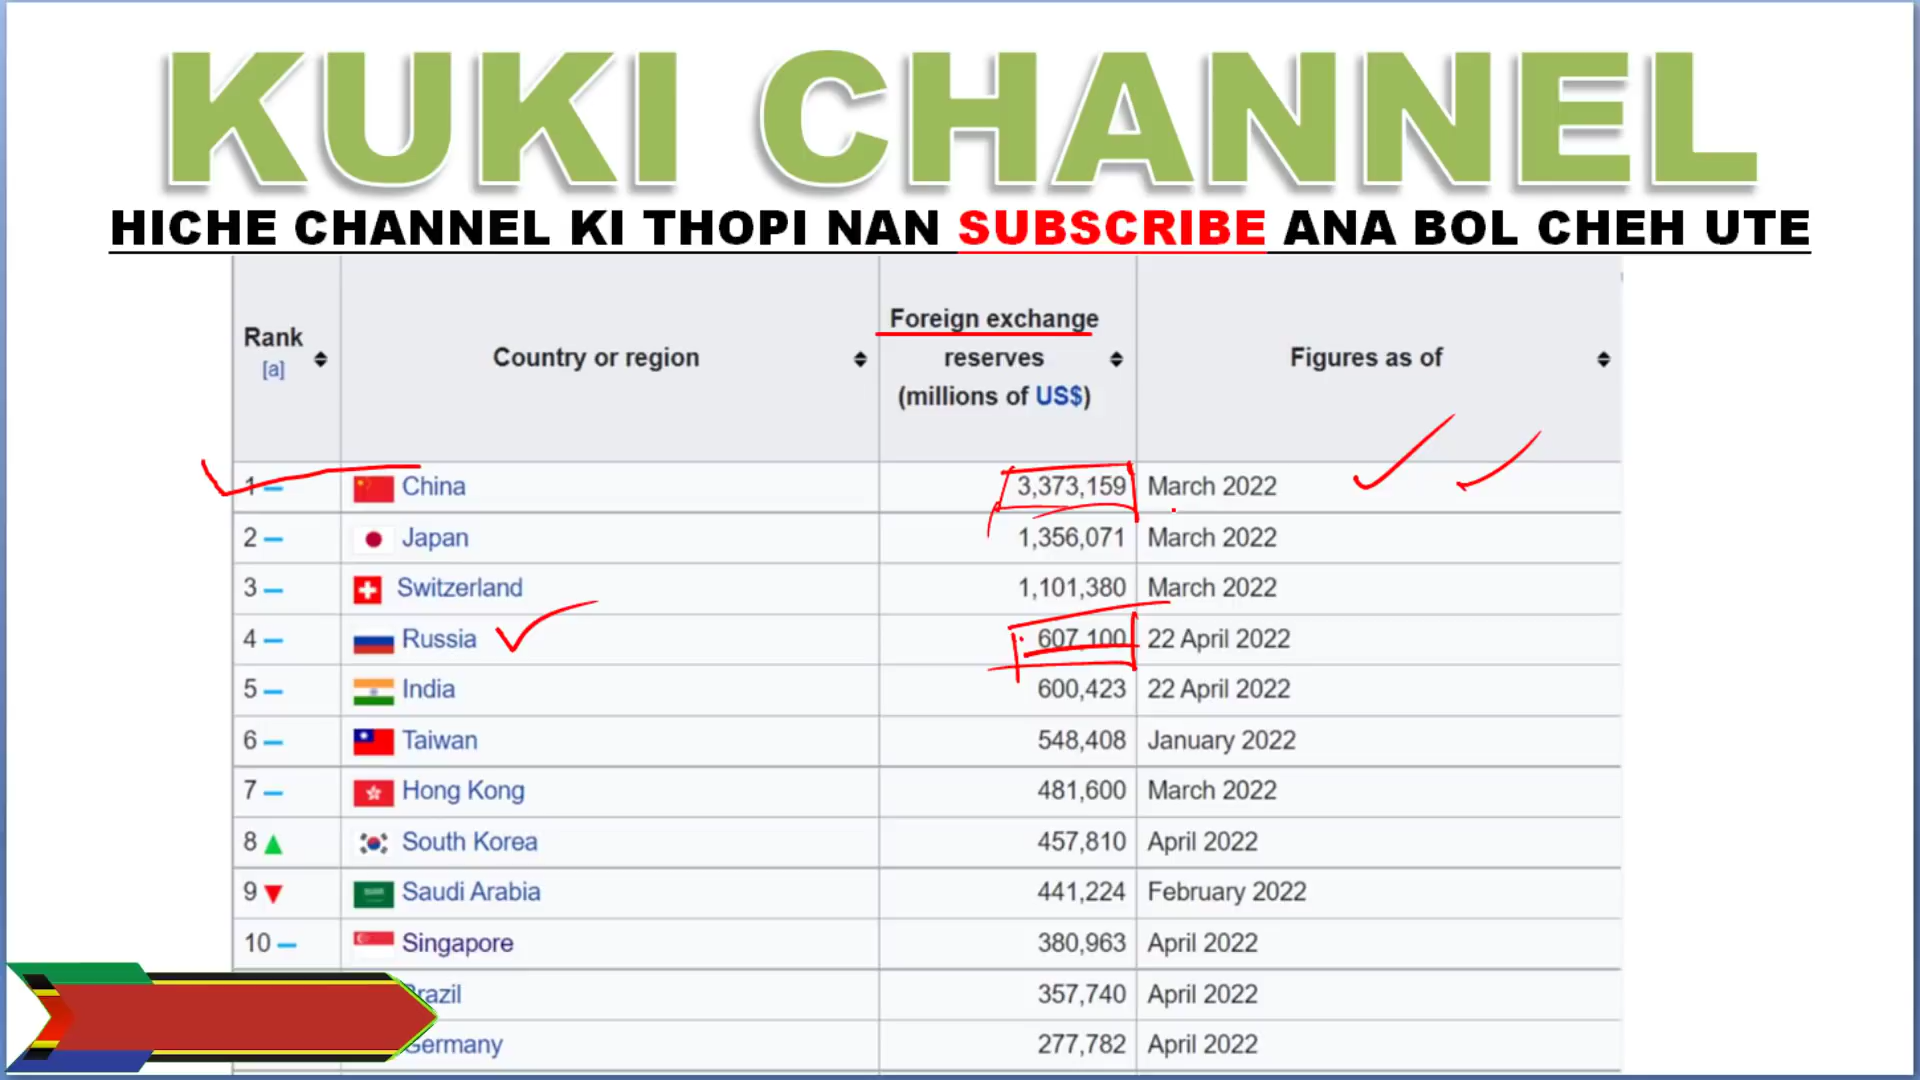 KUKI CHANNEL
HICHE CHANNEL KI THOPI NAN SUBSCRIBE ANA BOL CHEH UTE
Rank [a] Country or region Foreign exchange reserves (millions of US$) Figures as of
1 China 3,373,159 March 2022
2 Japan 1,356,071 March 2022
3 Switzerland 1,101,380 March 2022
4 Russia 607,100 22 April 2022
5 India 600,423 22 April 2022
6 Taiwan 548,408 January 2022
7 Hong Kong 481,600 March 2022
8 South Korea 457,810 April 2022
9 Saudi Arabia 441,224 February 2022
10 Singapore 380,963 April 2022
Brazil 357,740 April 2022
Germany 277,782 April 2022